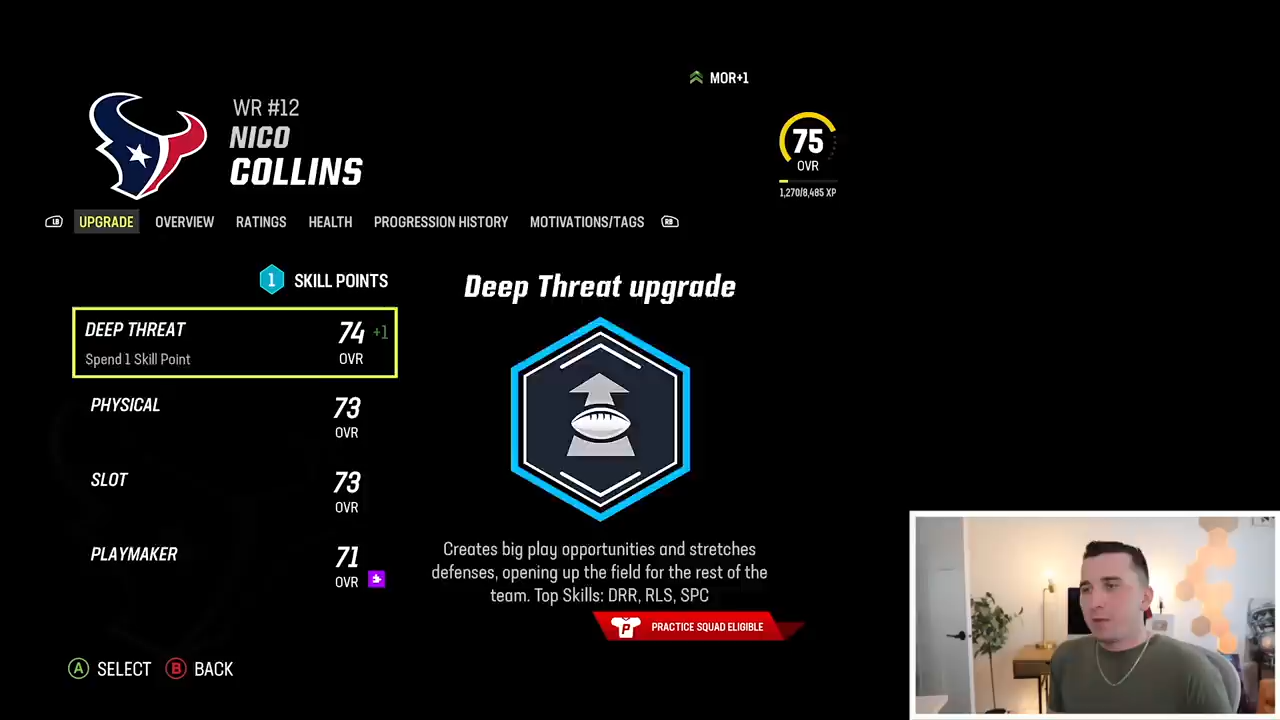 MOR+1
WR #12
NICO
COLLINS
75
OVR
1,270/8,485 XP
LB UPGRADE OVERVIEW RATINGS HEALTH PROGRESSION HISTORY MOTIVATIONS/TAGS RB
1 SKILL POINTS
Deep Threat upgrade
DEEP THREAT 74 +1
Spend 1 Skill Point OVR
PHYSICAL 73
OVR
SLOT 73
OVR
PLAYMAKER 71
OVR
Creates big play opportunities and stretches
defenses, opening up the field for the rest of the
team. Top Skills: DRR, RLS, SPC
P PRACTICE SQUAD ELIGIBLE
A SELECT B BACK